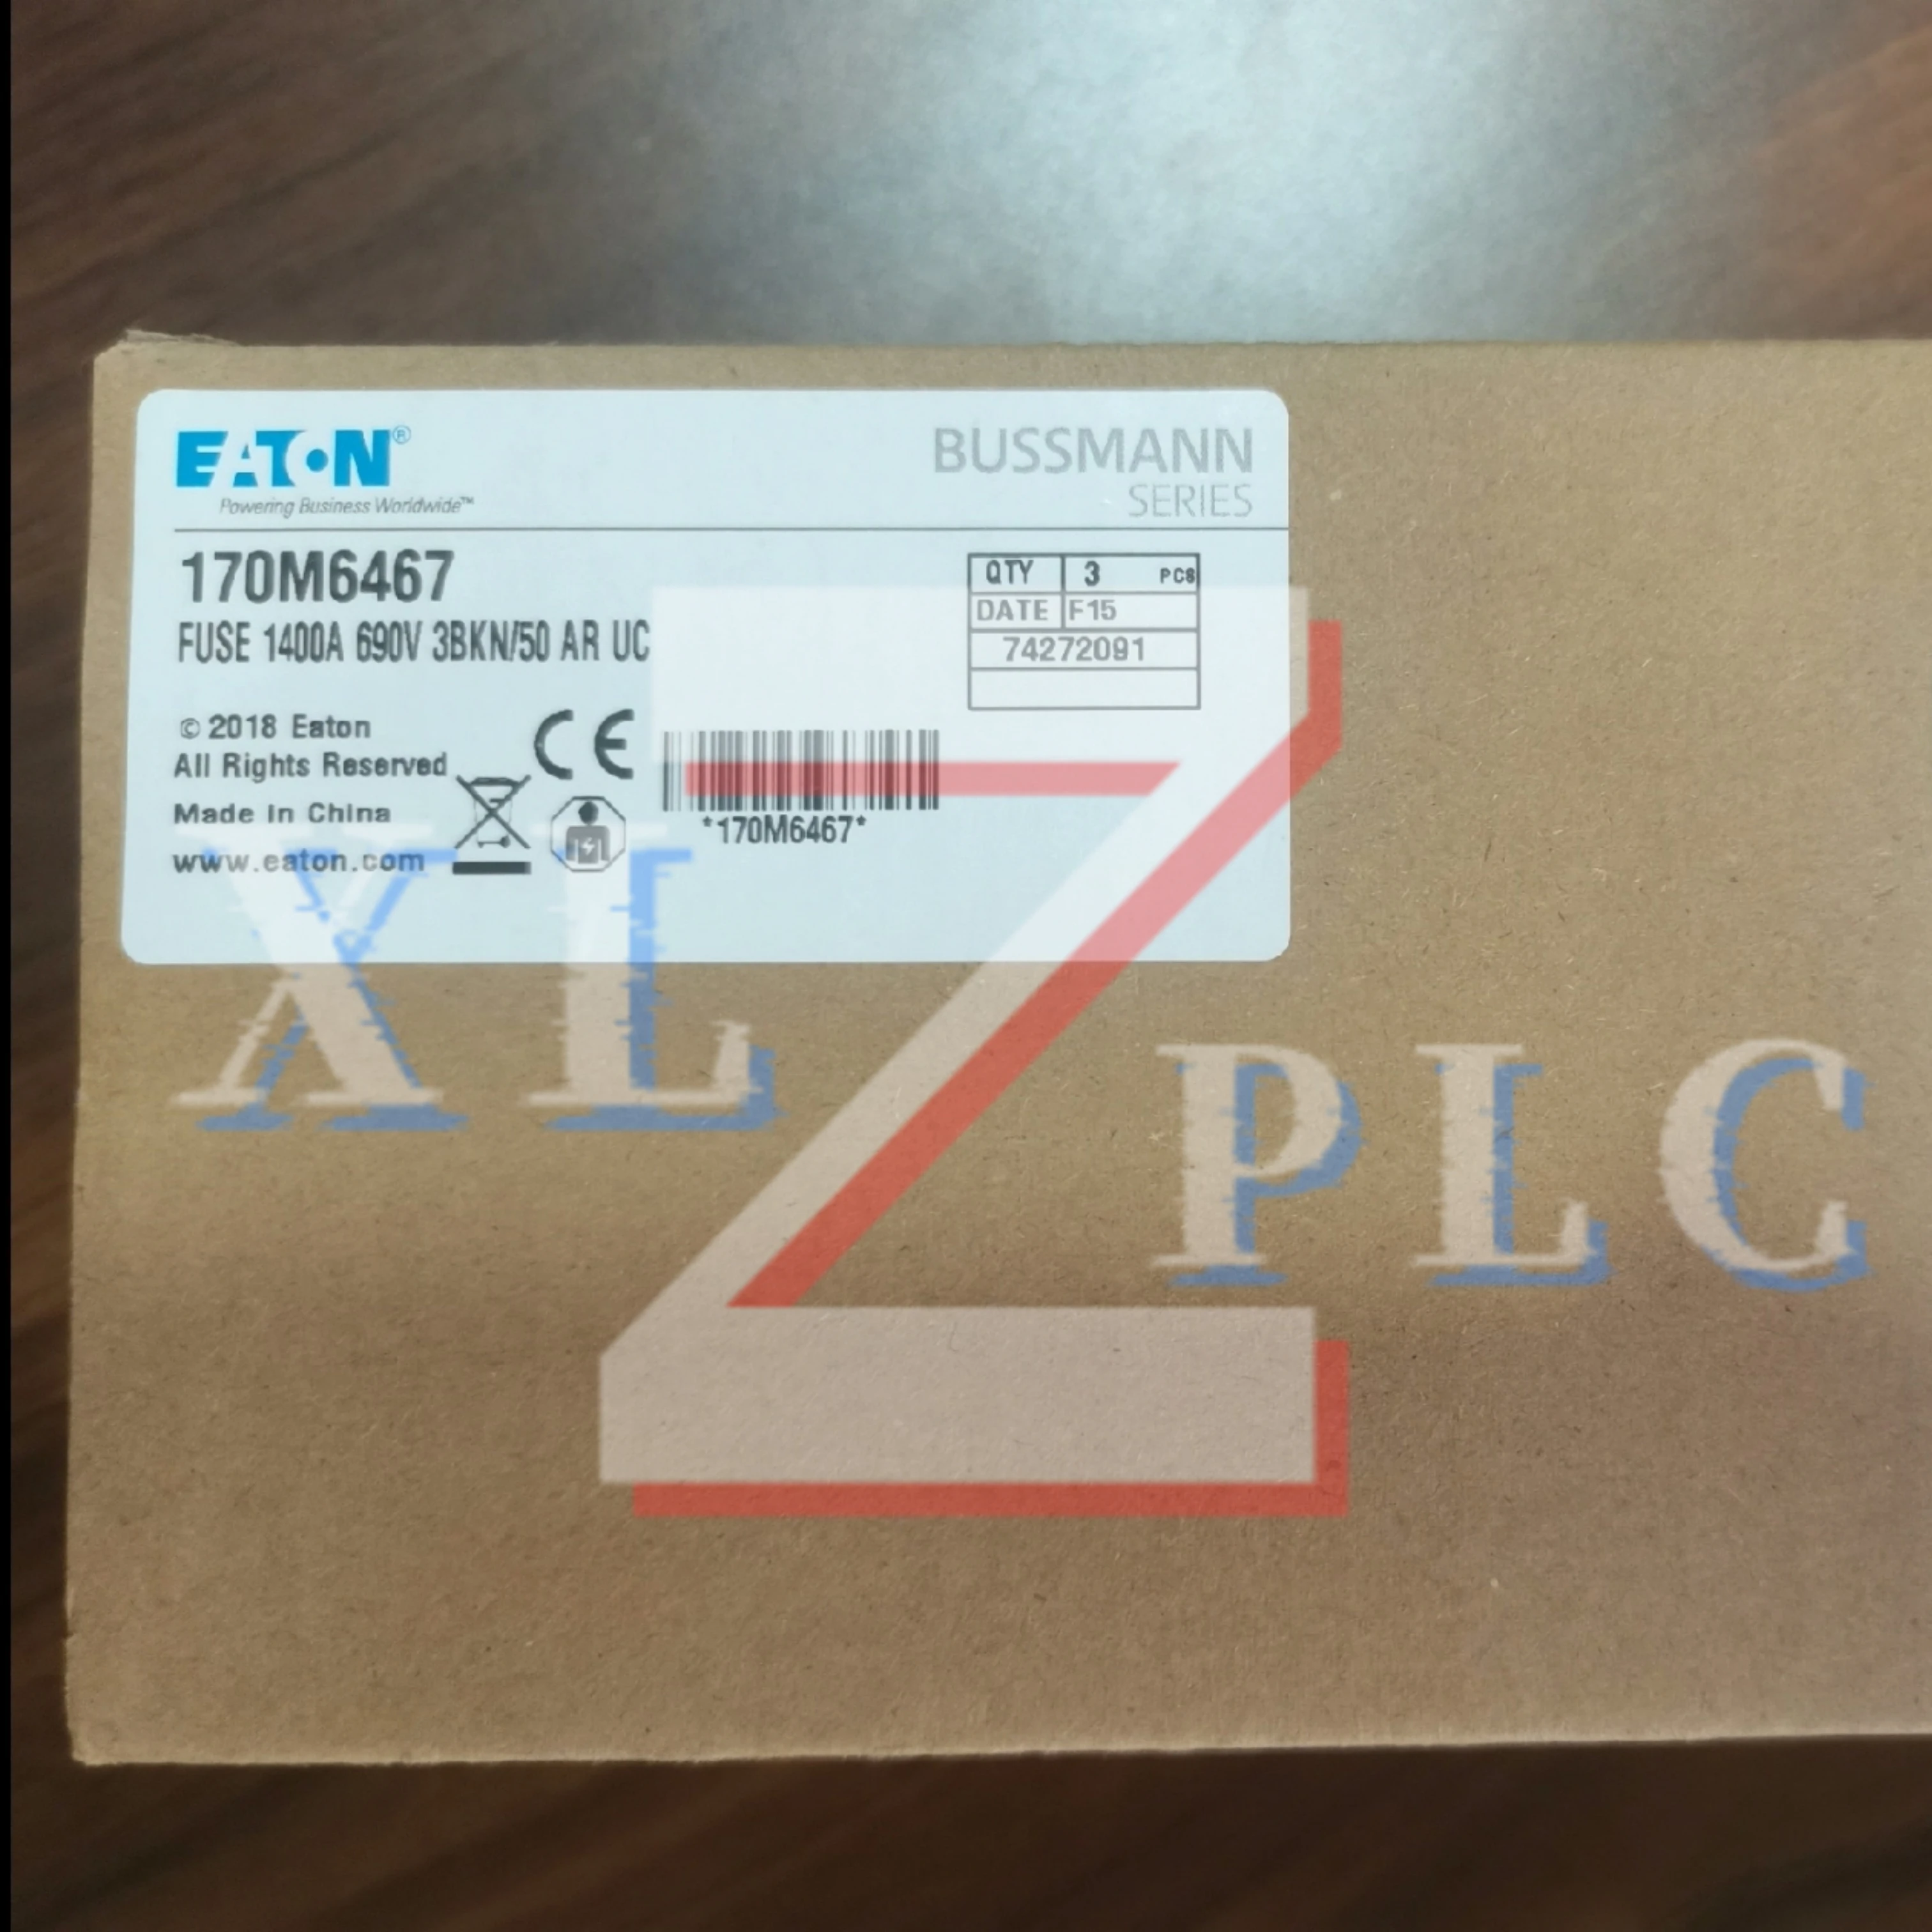 EATON®
Powering Business Worldwide™
BUSSMANN
SERIES
170M6467
FUSE 1400A 690V 3BKN/50 AR UC
QTY 3 PCS
DATE F15
74272091
© 2018 Eaton
All Rights Reserved
Made in China
www.eaton.com
CE
*170M6467*
XLZ PLC